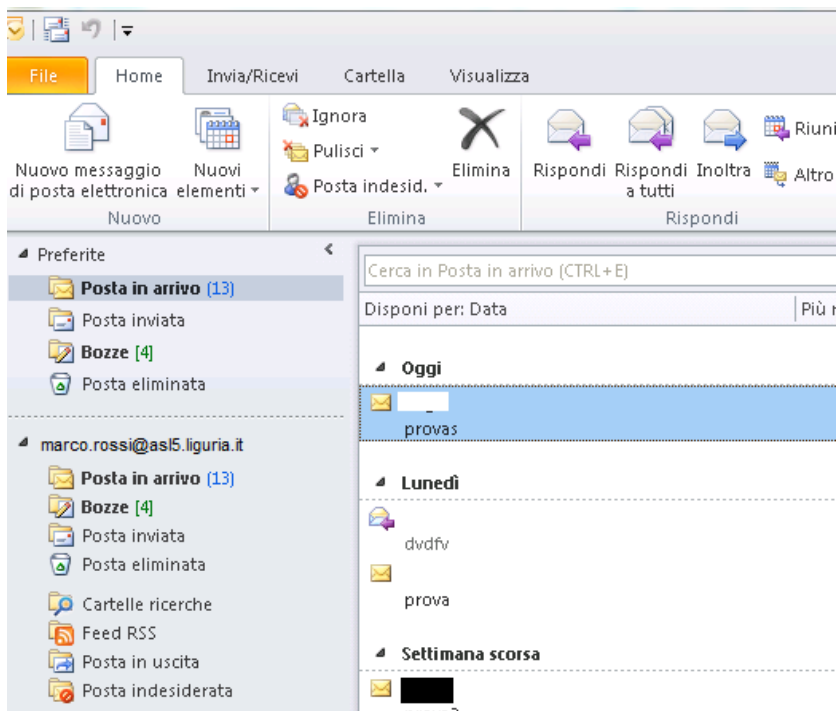 File Home Invia/Ricevi Cartella Visualizza
Ignora
Pulisci
Posta indesid.
Nuovo messaggio di posta elettronica
Nuovi elementi
Elimina
Rispondi
Rispondi a tutti
Inoltra
Riuni
Altro
Nuovo Elimina Rispondi
Preferite
Posta in arrivo (13)
Posta inviata
Bozze [4]
Posta eliminata
marco.rossi@asl5.liguria.it
Posta in arrivo (13)
Bozze [4]
Posta inviata
Posta eliminata
Cartelle ricerche
Feed RSS
Posta in uscita
Posta indesiderata
Cerca in Posta in arrivo (CTRL+E)
Disponi per: Data Più r
Oggi
provas
Lunedì
dvdfv
prova
Settimana scorsa